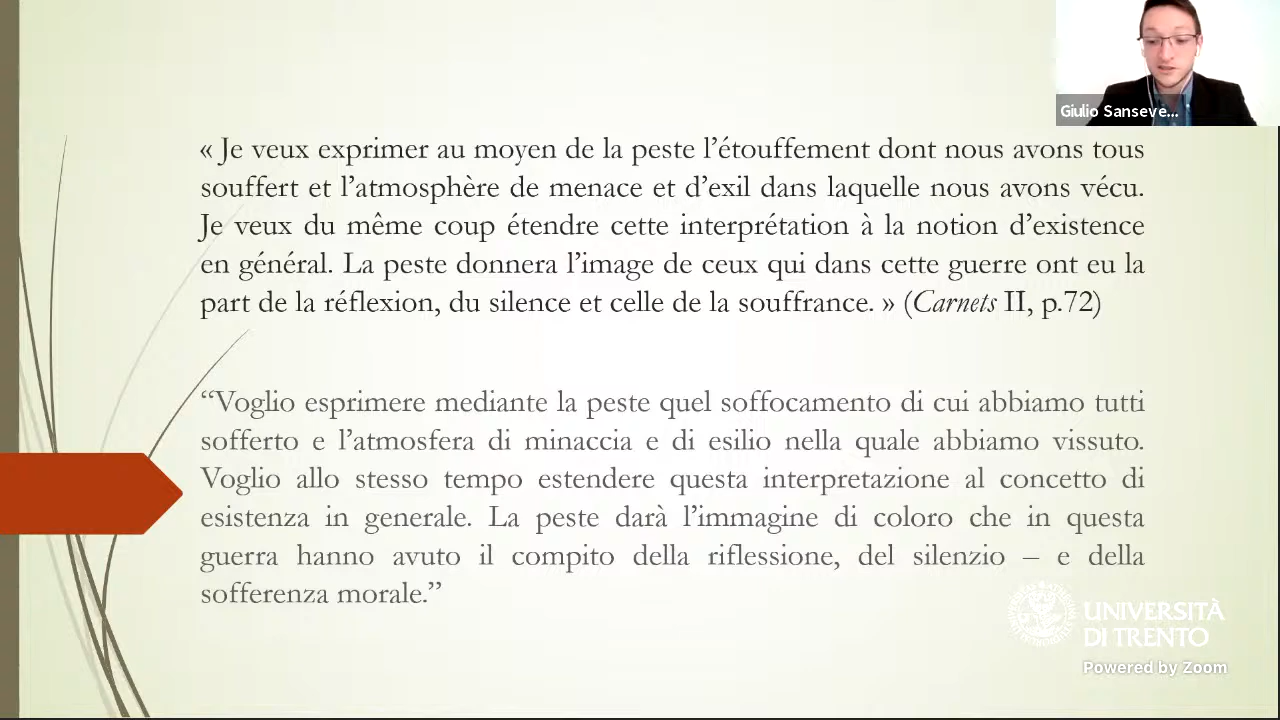 Giulio Sanseve...
« Je veux exprimer au moyen de la peste l’étouffement dont nous avons tous
souffert et l’atmosphère de menace et d’exil dans laquelle nous avons vécu.
Je veux du même coup étendre cette interprétation à la notion d’existence
en général. La peste donnera l’image de ceux qui dans cette guerre ont eu la
part de la réflexion, du silence et celle de la souffrance. » (Carnets II, p.72)
“Voglio esprimere mediante la peste quel soffocamento di cui abbiamo tutti
sofferto e l’atmosfera di minaccia e di esilio nella quale abbiamo vissuto.
Voglio allo stesso tempo estendere questa interpretazione al concetto di
esistenza in generale. La peste darà l’immagine di coloro che in questa
guerra hanno avuto il compito della riflessione, del silenzio – e della
sofferenza morale.”
UNIVERSITÀ
DI TRENTO
Powered by Zoom